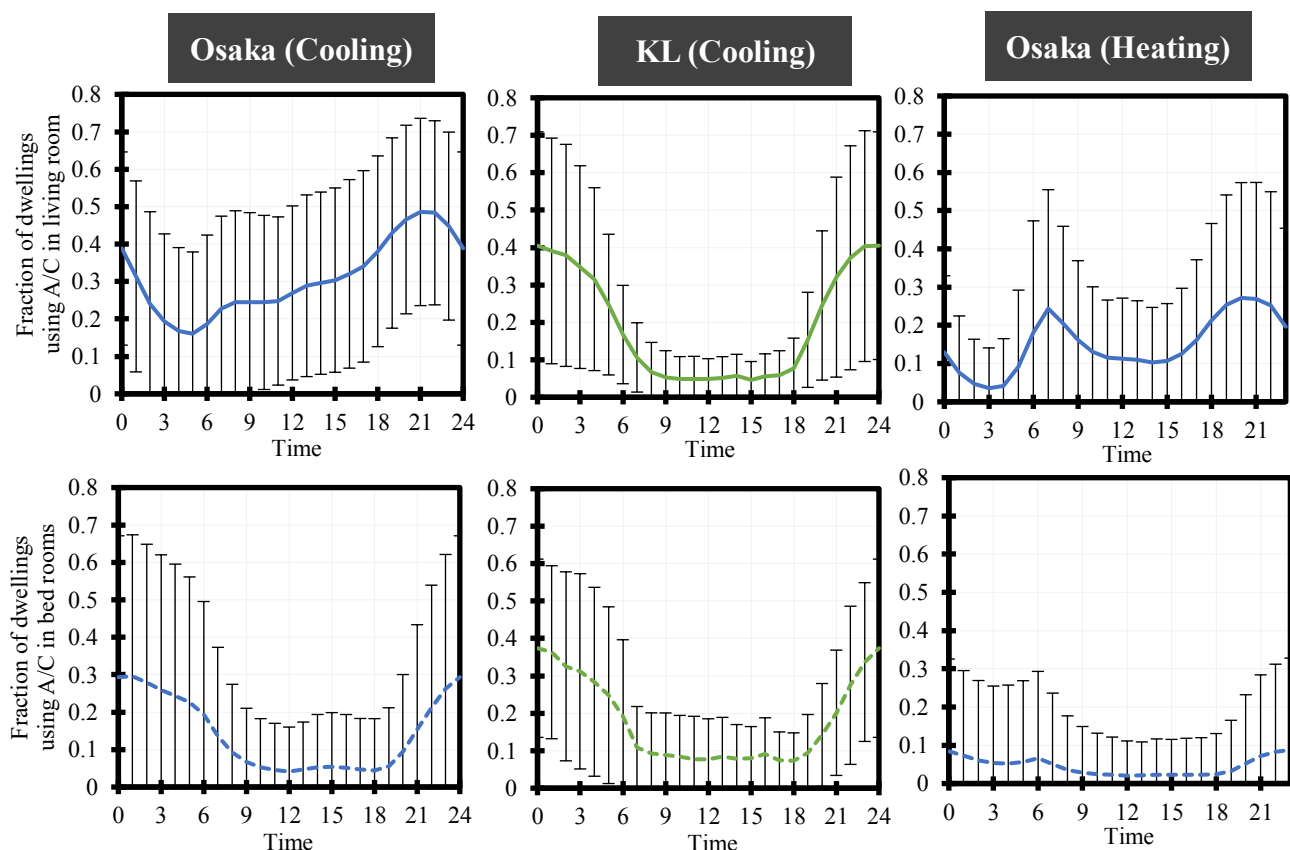 Osaka (Cooling)
KL (Cooling)
Osaka (Heating)
Fraction of dwellings
using A/C in living room
0.8
0.7
0.6
0.5
0.4
0.3
0.2
0.1
0
0 3 6 9 12 15 18 21 24
Time
0.8
0.7
0.6
0.5
0.4
0.3
0.2
0.1
0
0 3 6 9 12 15 18 21 24
Time
0.8
0.7
0.6
0.5
0.4
0.3
0.2
0.1
0
0 3 6 9 12 15 18 21
Time
Fraction of dwellings
using A/C in bed rooms
0.8
0.7
0.6
0.5
0.4
0.3
0.2
0.1
0
0 3 6 9 12 15 18 21 24
Time
0.8
0.7
0.6
0.5
0.4
0.3
0.2
0.1
0
0 3 6 9 12 15 18 21 24
Time
0.8
0.7
0.6
0.5
0.4
0.3
0.2
0.1
0
0 3 6 9 12 15 18 21
Time